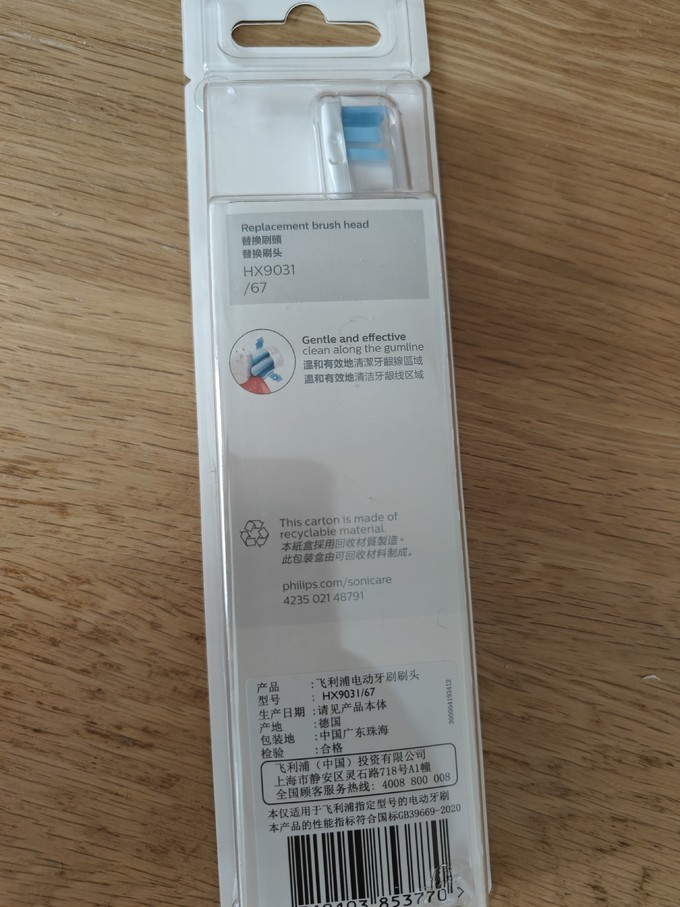 Replacement brush head
替換刷頭
替换刷头
HX9031
/67
Gentle and effective
clean along the gumline
溫和有效地清潔牙齦線區域
温和有效地清洁牙龈线区域
This carton is made of
recyclable material.
本紙盒採用回收材質製造。
此包装盒由可回收材料制成。
philips.com/sonicare
4235 021 48791
产品 :飞利浦电动牙刷刷头
型号 : HX9031/67
生产日期 :请见产品本体
产地 :德国
包装地 :中国广东珠海
检验 :合格
300004193412
飞利浦（中国）投资有限公司
上海市静安区灵石路718号A1幢
全国顾客服务热线: 4008 800 008
本仅适用于飞利浦指定型号的电动牙刷
本产品的性能指标符合国标GB39669-2020
853770 >